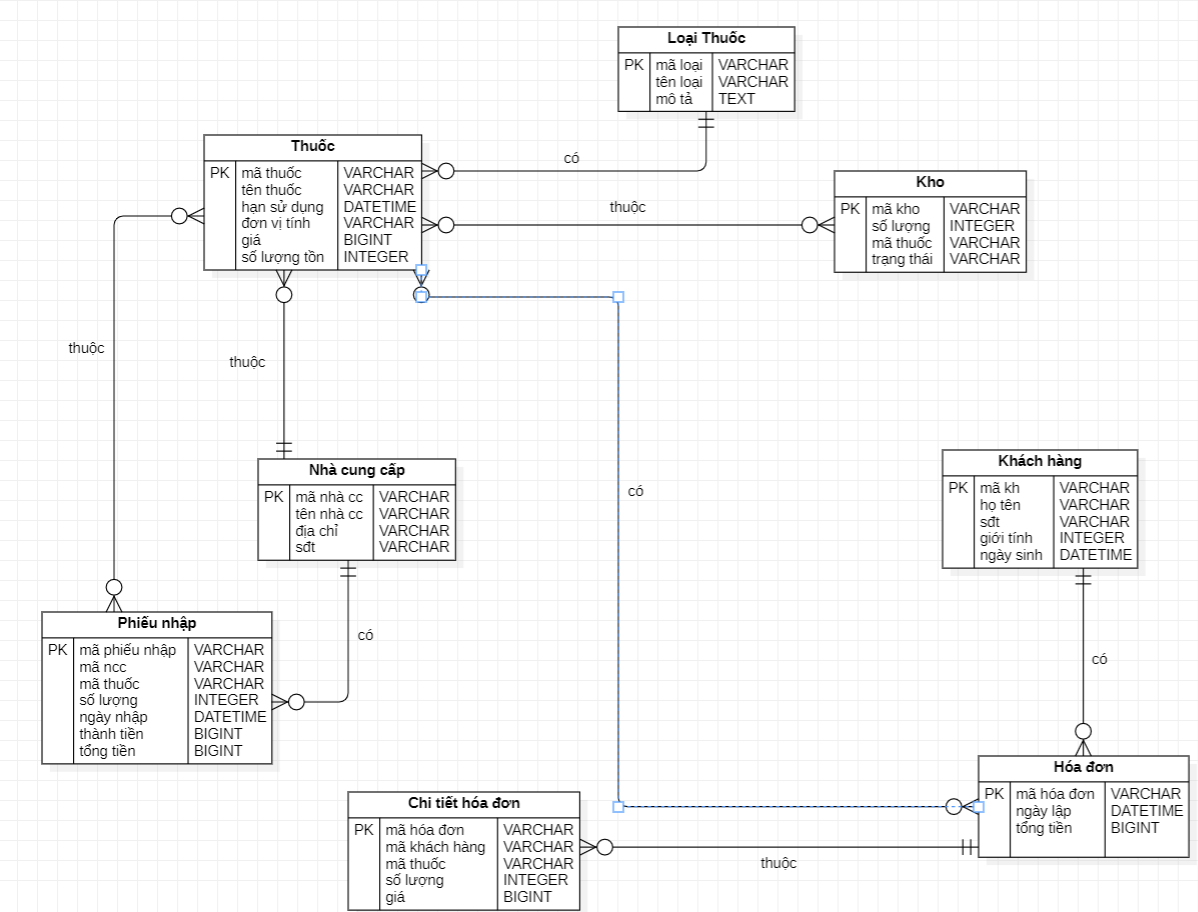 Loại Thuốc
PK mã loại VARCHAR
tên loại VARCHAR
mô tả TEXT
Thuốc
PK mã thuốc VARCHAR
tên thuốc VARCHAR
hạn sử dụng DATETIME
đơn vị tính VARCHAR
giá BIGINT
số lượng tồn INTEGER
có
thuộc
Kho
PK mã kho VARCHAR
số lượng INTEGER
mã thuốc VARCHAR
trạng thái VARCHAR
thuộc
thuộc
Nhà cung cấp
PK mã nhà cc VARCHAR
tên nhà cc VARCHAR
địa chỉ VARCHAR
sđt VARCHAR
có
Khách hàng
PK mã kh VARCHAR
họ tên VARCHAR
sđt VARCHAR
giới tính INTEGER
ngày sinh DATETIME
có
có
Phiếu nhập
PK mã phiếu nhập VARCHAR
mã ncc VARCHAR
mã thuốc VARCHAR
số lượng INTEGER
ngày nhập DATETIME
thành tiền BIGINT
tổng tiền BIGINT
Hóa đơn
PK mã hóa đơn VARCHAR
ngày lập DATETIME
tổng tiền BIGINT
Chi tiết hóa đơn
PK mã hóa đơn VARCHAR
mã khách hàng VARCHAR
mã thuốc VARCHAR
số lượng INTEGER
giá BIGINT
thuộc